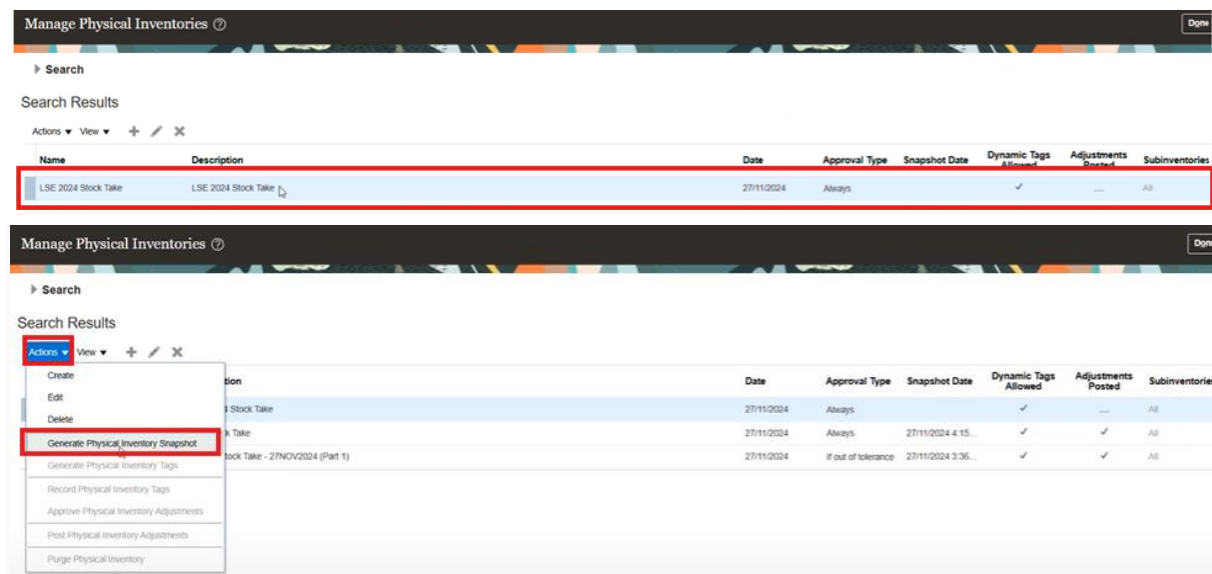 Manage Physical Inventories ?
Done
Search
Search Results
Actions View
Name Description Date Approval Type Snapshot Date Dynamic Tags Allowed Adjustments Posted Subinventories
LSE 2024 Stock Take LSE 2024 Stock Take 27/11/2024 Always All
Manage Physical Inventories ?
Don
Search
Search Results
Actions View
Create
tion Date Approval Type Snapshot Date Dynamic Tags Allowed Adjustments Posted Subinventorie
Edit
4 Stock Take 27/11/2024 Always All
Delete
k Take 27/11/2024 Always 27/11/2024 4:15... All
Generate Physical Inventory Snapshot
tock Take - 27NOV2024 (Part 1) 27/11/2024 If out of tolerance 27/11/2024 3:36... All
Generate Physical Inventory Tags
Record Physical Inventory Tags
Approve Physical Inventory Adjustments
Post Physical Inventory Adjustments
Purge Physical Inventory